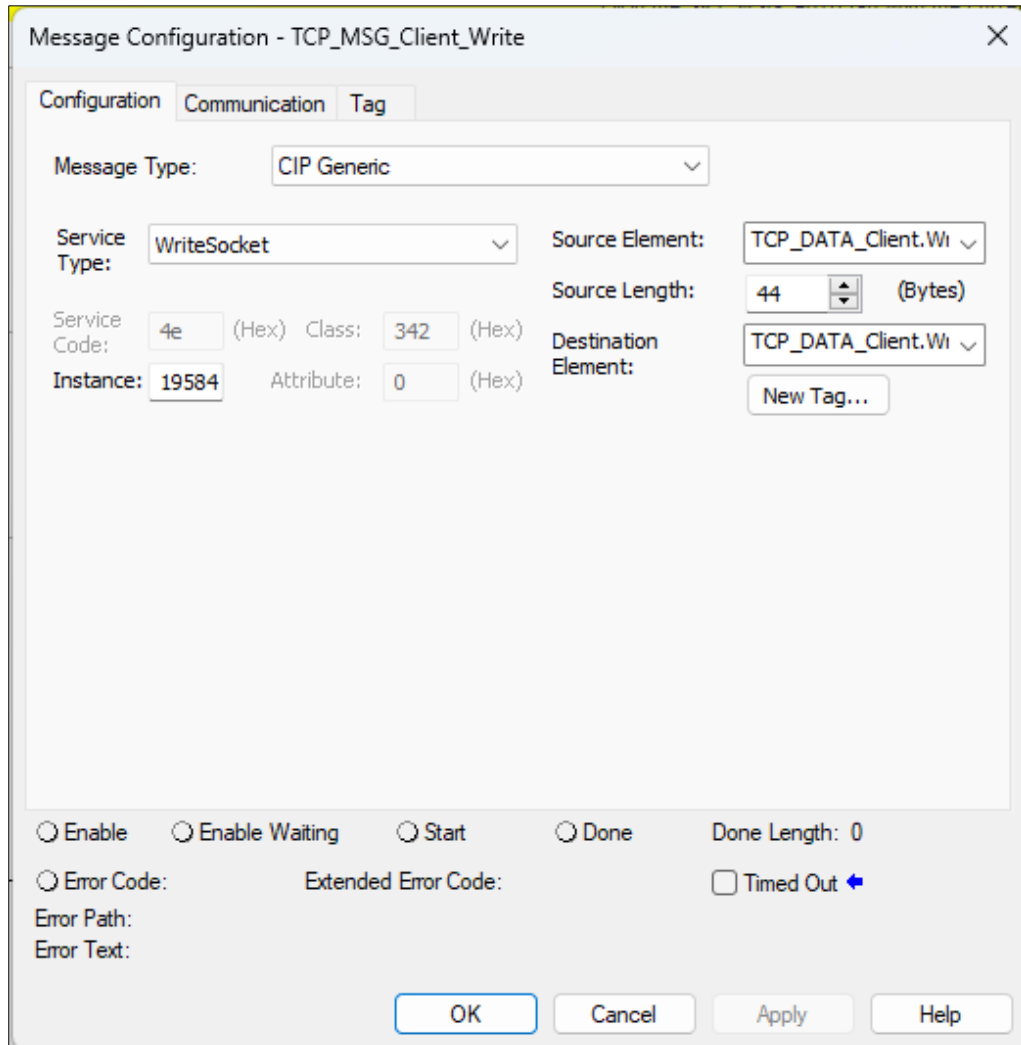 Message Configuration - TCP_MSG_Client_Write
Configuration Communication Tag
Message Type: CIP Generic
Service Type: WriteSocket
Source Element: TCP_DATA_Client.Wr
Source Length: 44 (Bytes)
Service Code: 4e (Hex) Class: 342 (Hex)
Destination Element: TCP_DATA_Client.Wr
Instance: 19584 Attribute: 0 (Hex)
New Tag...
Enable Enable Waiting Start Done Done Length: 0
Error Code: Extended Error Code: Timed Out
Error Path:
Error Text:
OK Cancel Apply Help